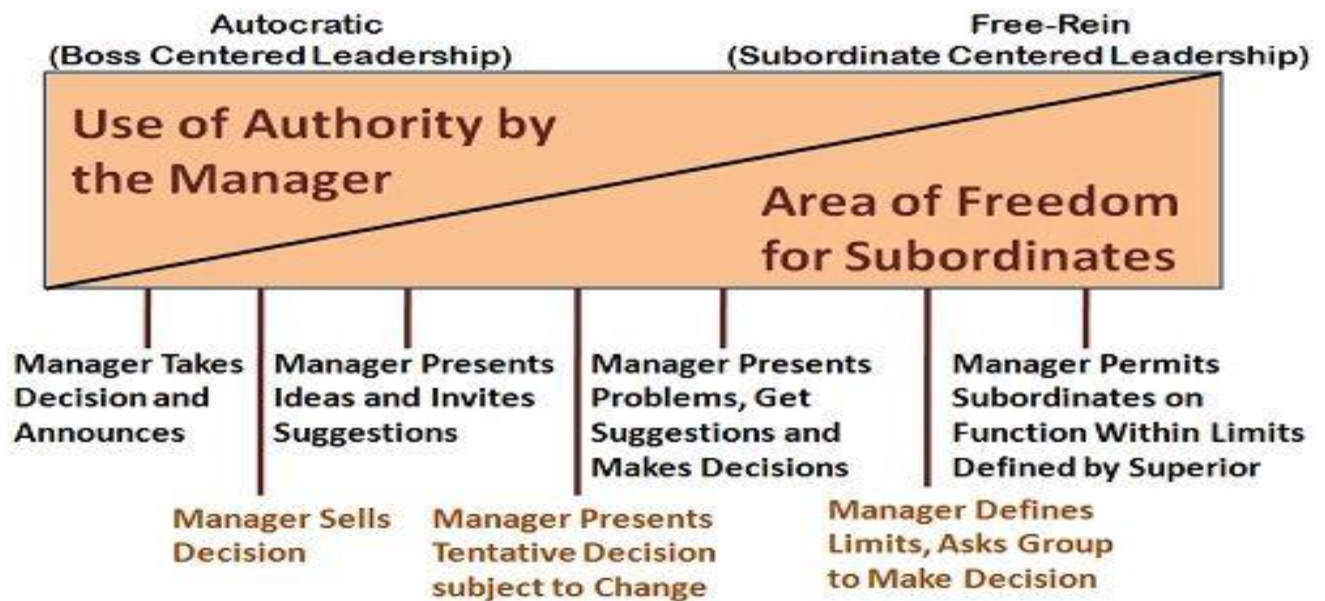 Autocratic
(Boss Centered Leadership)
Free-Rein
(Subordinate Centered Leadership)
Use of Authority by
the Manager
Area of Freedom
for Subordinates
Manager Takes
Decision and
Announces
Manager Sells
Decision
Manager Presents
Ideas and Invites
Suggestions
Manager Presents
Tentative Decision
subject to Change
Manager Presents
Problems, Get
Suggestions and
Makes Decisions
Manager Defines
Limits, Asks Group
to Make Decision
Manager Permits
Subordinates on
Function Within Limits
Defined by Superior